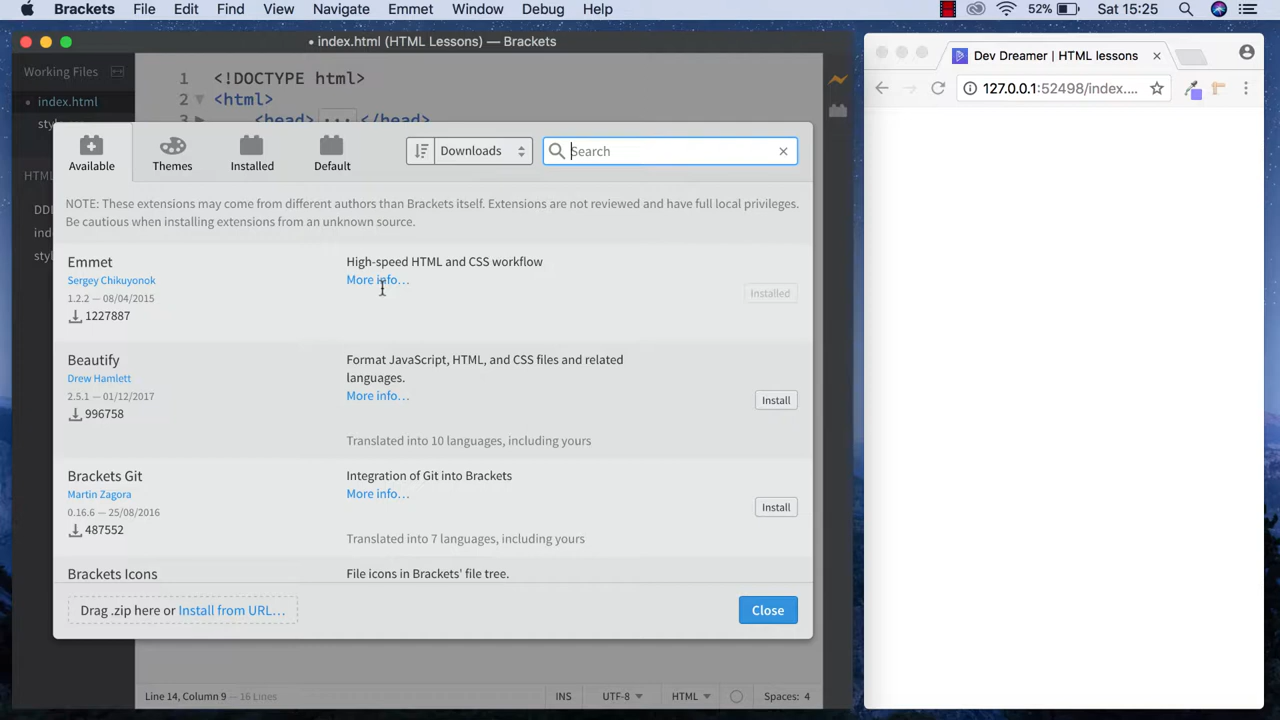 Brackets File Edit Find View Navigate Emmet Window Debug Help 52% Sat 15:25
• index.html (HTML Lessons) — Brackets
Working Files
• index.html
1 <!DOCTYPE html>
2 <html>
3 <head> ... </head>
Available
Themes
Installed
Default
Downloads
Search
NOTE: These extensions may come from different authors than Brackets itself. Extensions are not reviewed and have full local privileges.
Be cautious when installing extensions from an unknown source.
Emmet
Sergey Chikuyonok
1.2.2 — 08/04/2015
1227887
High-speed HTML and CSS workflow
More info…
Installed
Beautify
Drew Hamlett
2.5.1 — 01/12/2017
996758
Format JavaScript, HTML, and CSS files and related
languages.
More info…
Translated into 10 languages, including yours
Install
Brackets Git
Martin Zagora
0.16.6 — 25/08/2016
487552
Integration of Git into Brackets
More info…
Translated into 7 languages, including yours
Install
Brackets Icons
File icons in Brackets' file tree.
Drag .zip here or Install from URL…
Close
Line 14, Column 9 — 16 Lines
INS
UTF-8
HTML
Spaces: 4
Dev Dreamer | HTML lessons
127.0.0.1:52498/index....